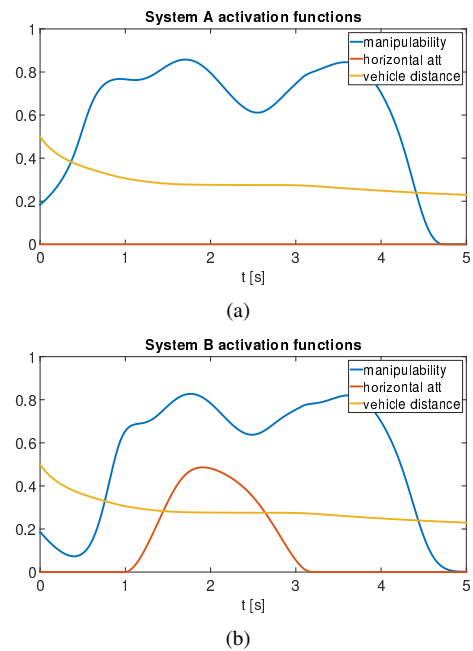 System A activation functions
1
0.8
0.6
0.4
0.2
0
manipulability
horizontal att
vehicle distance
0 1 2 3 4 5
t [s]
(a)
System B activation functions
1
0.8
0.6
0.4
0.2
0
manipulability
horizontal att
vehicle distance
0 1 2 3 4 5
t [s]
(b)